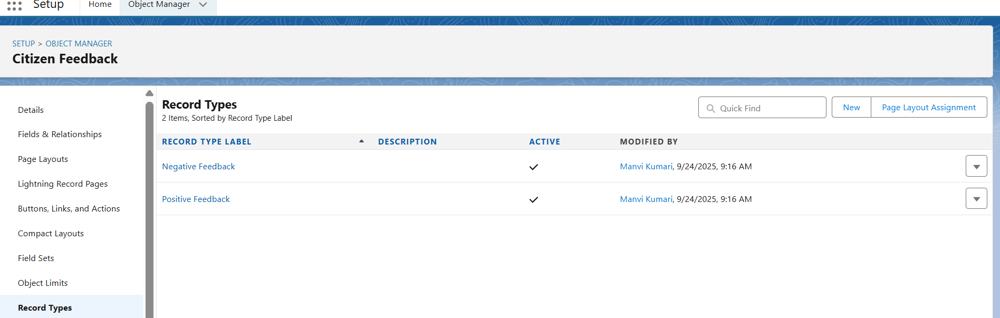 Setup Home Object Manager
SETUP > OBJECT MANAGER
Citizen Feedback
Details
Fields & Relationships
Page Layouts
Lightning Record Pages
Buttons, Links, and Actions
Compact Layouts
Field Sets
Object Limits
Record Types
Record Types
2 Items, Sorted by Record Type Label
Quick Find
New
Page Layout Assignment
RECORD TYPE LABEL DESCRIPTION ACTIVE MODIFIED BY
Negative Feedback Manvi Kumari, 9/24/2025, 9:16 AM
Positive Feedback Manvi Kumari, 9/24/2025, 9:16 AM